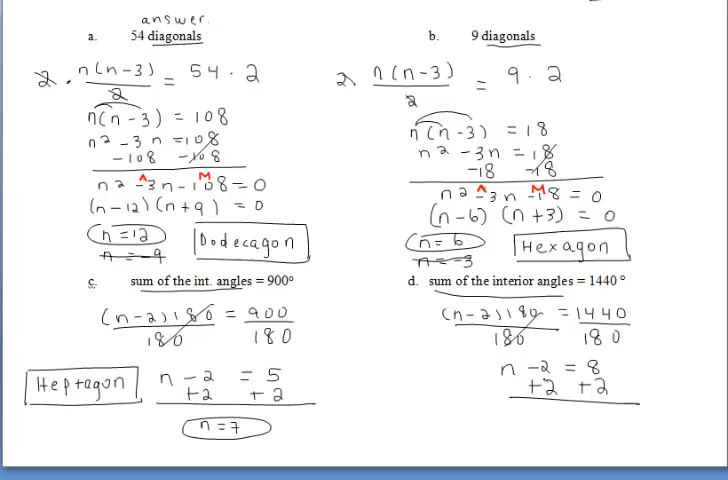 answer.
a. 54 diagonals
2 · n(n-3) / 2 = 54 · 2
n(n-3) = 108
n² - 3n = 108
-108 -108
n² - 3n - 108 = 0
A M
(n-12)(n+9) = 0
n = 12 Dodecagon
n = -9
b. 9 diagonals
2 n(n-3) / 2 = 9 · 2
n(n-3) = 18
n² - 3n = 18
-18 -18
n² - 3n - 18 = 0
A M
(n-6)(n+3) = 0
n = 6 Hexagon
n = -3
c. sum of the int. angles = 900°
(n-2)180 / 180 = 900 / 180
n - 2 = 5
+2 +2
n = 7
Heptagon
d. sum of the interior angles = 1440 °
(n-2)180 / 180 = 1440 / 180
n - 2 = 8
+2 +2